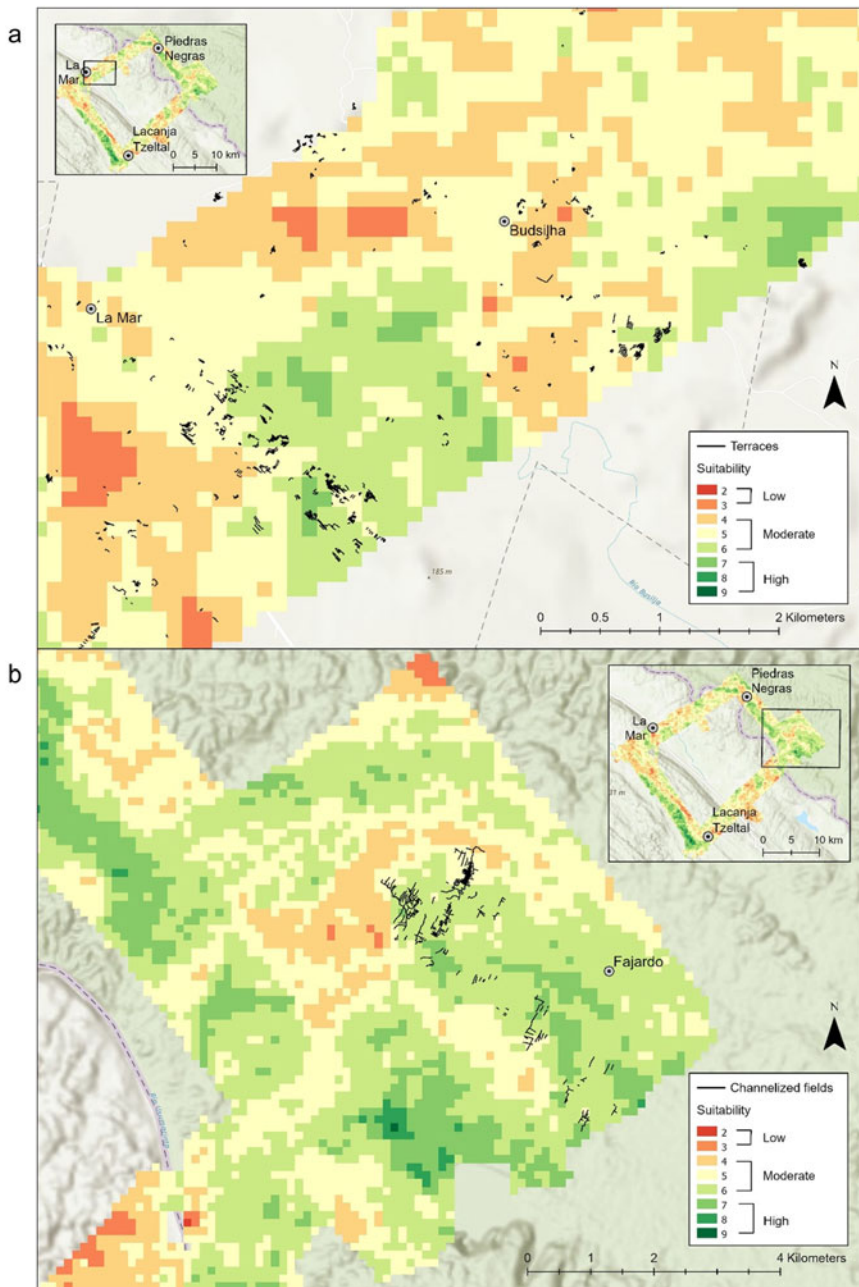 a
Piedras
Negras
La
Mar
Lacanja
Tzeltal
0 5 10 km
Budsilha
La Mar
N
Terraces
Suitability
2
3
Low
4
5
Moderate
6
7
8
High
9
185 m
0 0.5 1 2 Kilometers
b
Piedras
Negras
La
Mar
Lacanja
Tzeltal
0 5 10 km
Fajardo
N
Channelized fields
Suitability
2
3
Low
4
5
Moderate
6
7
8
High
9
0 1 2 4 Kilometers